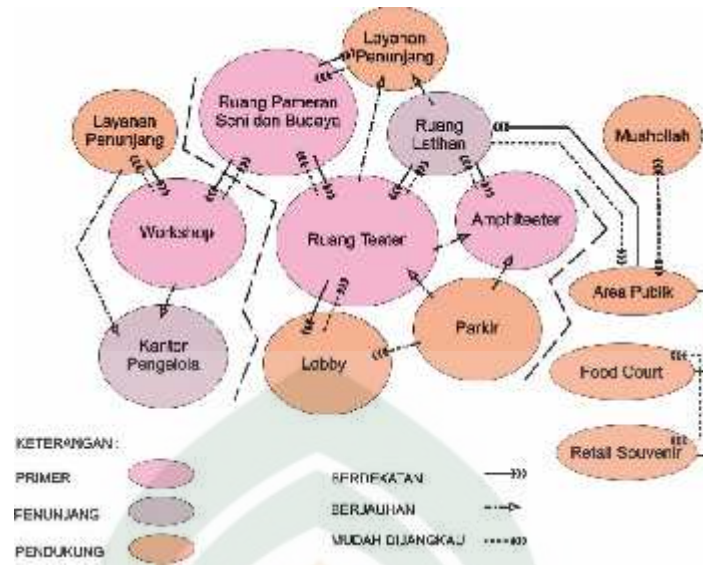 Layanan
Penunjang
Ruang Pameran
Seni dan Budaya
Layanan
Penunjang
Ruang
Latihan
Mushollah
Workshop
Ruang Teater
Amphiteater
Area Publik
Kantor
Pengelola
Lobby
Parkir
Food Court
Retail Souvenir
KETERANGAN :
PRIMER
PENUNJANG
PENDUKUNG
BERDEKATAN
BERJAUHAN
MUDAH DIJANGKAU